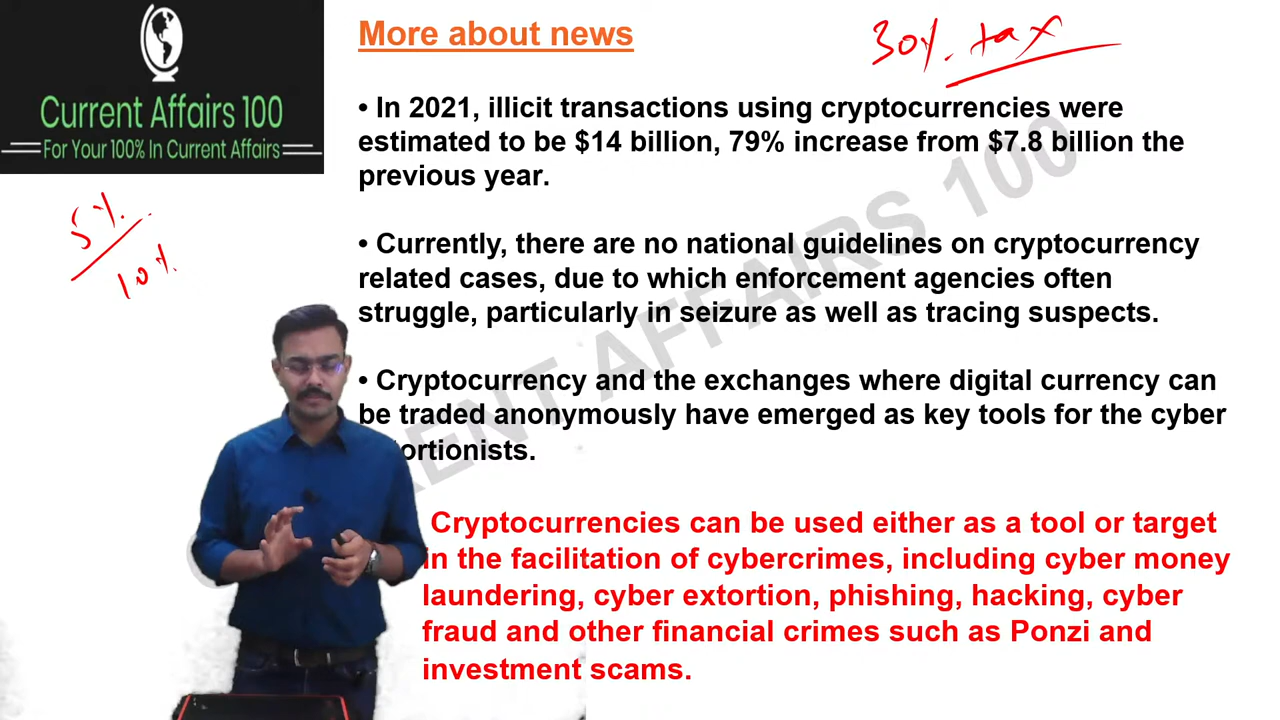 Current Affairs 100
For Your 100% In Current Affairs
More about news
30%. tax
5%.
10%.
• In 2021, illicit transactions using cryptocurrencies were
estimated to be $14 billion, 79% increase from $7.8 billion the
previous year.
• Currently, there are no national guidelines on cryptocurrency
related cases, due to which enforcement agencies often
struggle, particularly in seizure as well as tracing suspects.
• Cryptocurrency and the exchanges where digital currency can
be traded anonymously have emerged as key tools for the cyber
ortionists.
Cryptocurrencies can be used either as a tool or target
in the facilitation of cybercrimes, including cyber money
laundering, cyber extortion, phishing, hacking, cyber
fraud and other financial crimes such as Ponzi and
investment scams.
RENT AFFAIRS 100